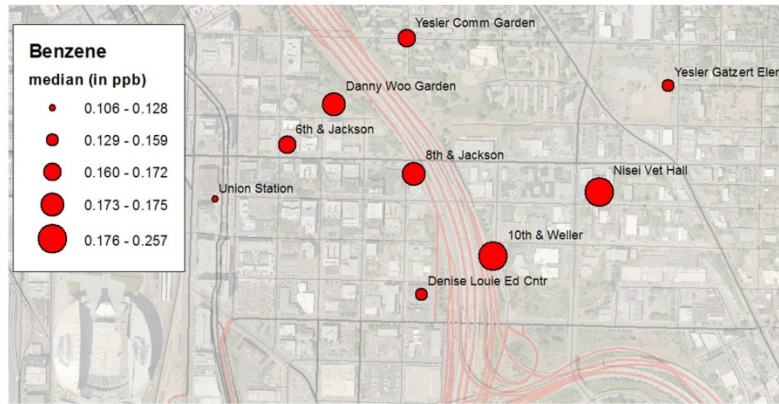 Benzene
median (in ppb)
0.106 - 0.128
0.129 - 0.159
0.160 - 0.172
0.173 - 0.175
0.176 - 0.257
Yesler Comm Garden
Yesler Gatzert Elem
Danny Woo Garden
6th & Jackson
8th & Jackson
Nisei Vet Hall
Union Station
10th & Weller
Denise Louie Ed Cntr